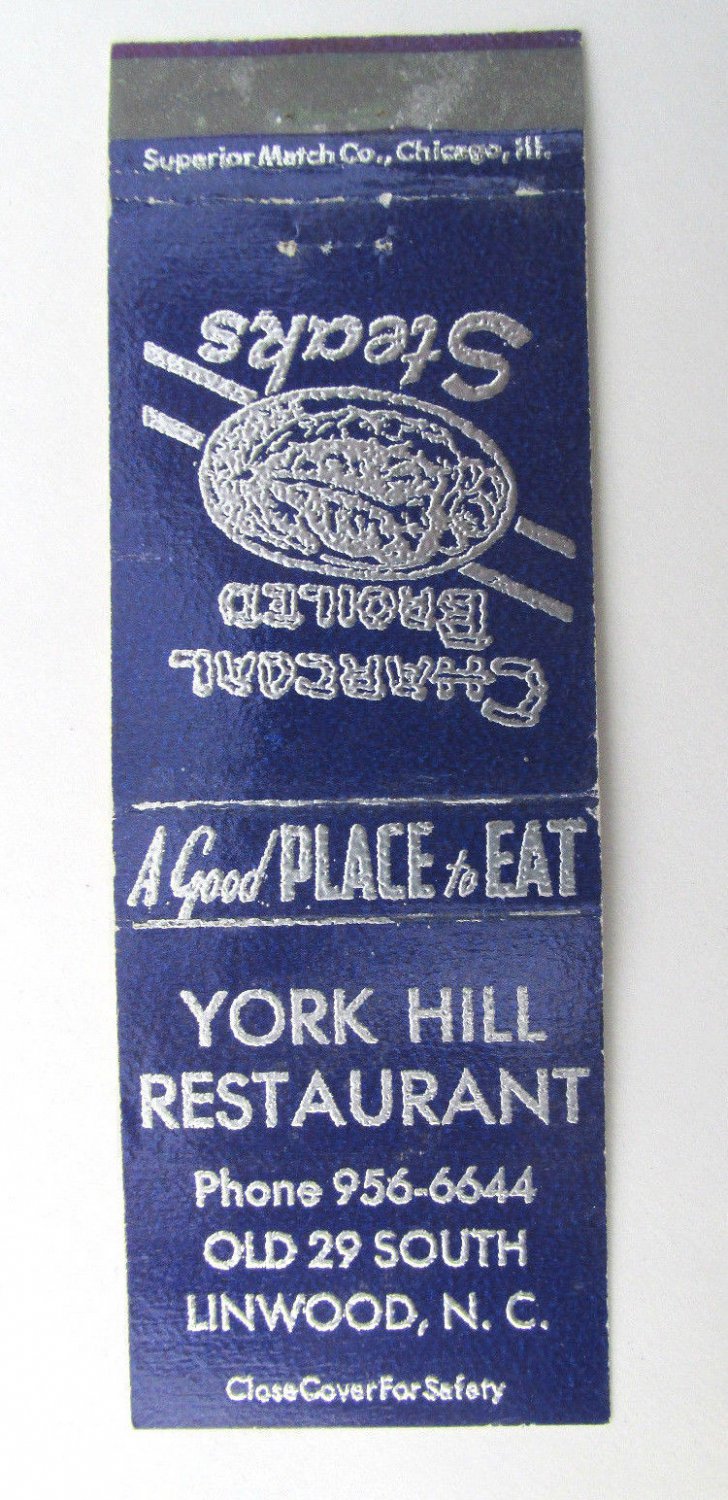 Superior Match Co., Chicago, Ill.
CHARCOAL
BROILED
Steaks
A Good PLACE to EAT
YORK HILL
RESTAURANT
Phone 956-6644
OLD 29 SOUTH
LINWOOD, N. C.
Close Cover For Safety